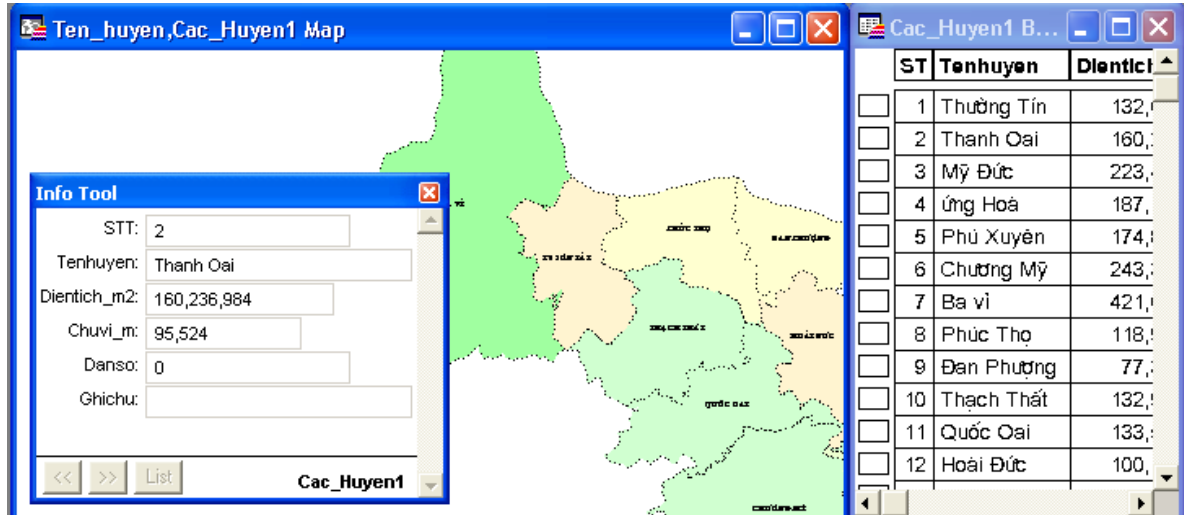 Ten_huyen,Cac_Huyen1 Map
Info Tool
STT: 2
Tenhuyen: Thanh Oai
Dientich_m2: 160,236,984
Chuvi_m: 95,524
Danso: 0
Ghichu:
<< >> List Cac_Huyen1
QUỐC OAI
Cac_Huyen1 B...
ST Tenhuyen Dientich
1 Thường Tín 132,
2 Thanh Oai 160,
3 Mỹ Đức 223,
4 ứng Hoà 187,
5 Phú Xuyên 174,
6 Chương Mỹ 243,
7 Ba vì 421,
8 Phúc Thọ 118,
9 Đan Phượng 77,
10 Thạch Thất 132,
11 Quốc Oai 133,
12 Hoài Đức 100,